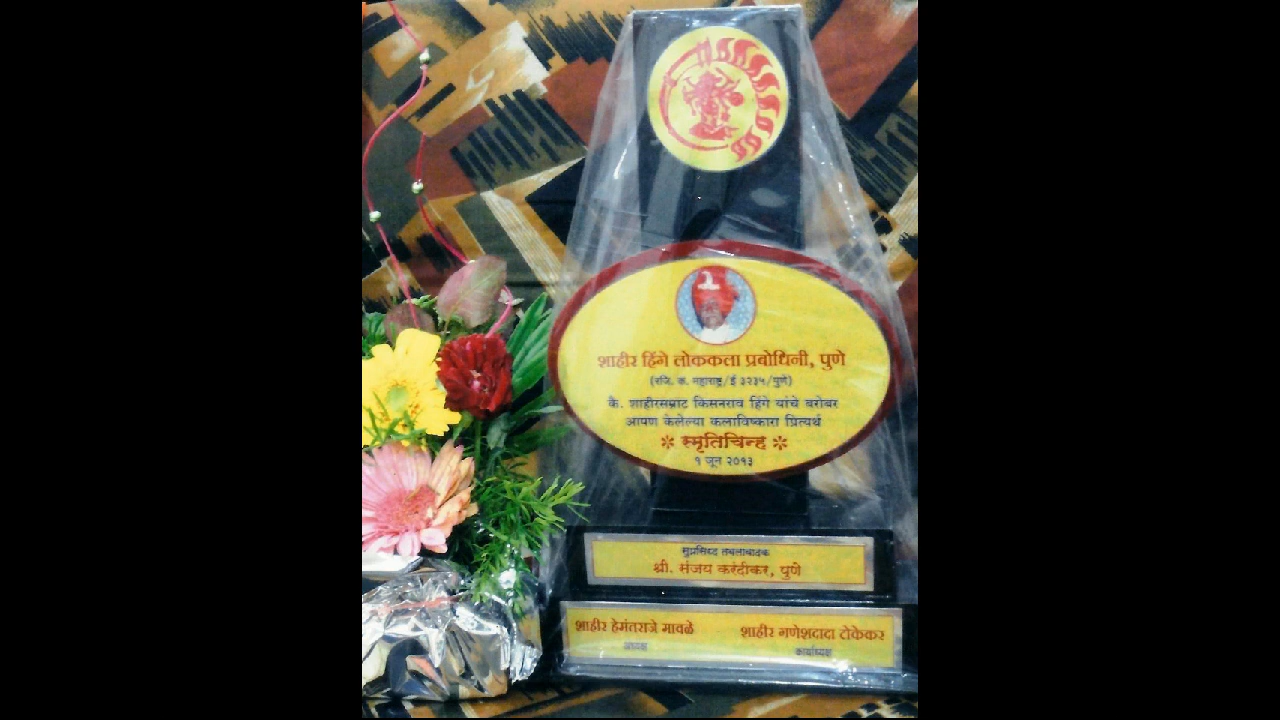 शाहीर हिंगे लोककला प्रबोधिनी, पुणे
(रजि. क. महाराष्ट्र/ई ३२३५/पुणे)
कै. शाहीरसम्राट किसनराव हिंगे यांचे बरोबर
आपण केलेल्या कलाविष्कारा प्रित्यर्थ
❇ स्मृतिचिन्ह ❇
१ जून २०१३
सुप्रसिध्द तबलावादक
श्री. संजय करंदीकर, पुणे
शाहीर हेमंतराजे मावळे शाहीर गणेशदादा टोकेकर
अध्यक्ष कार्याध्यक्ष